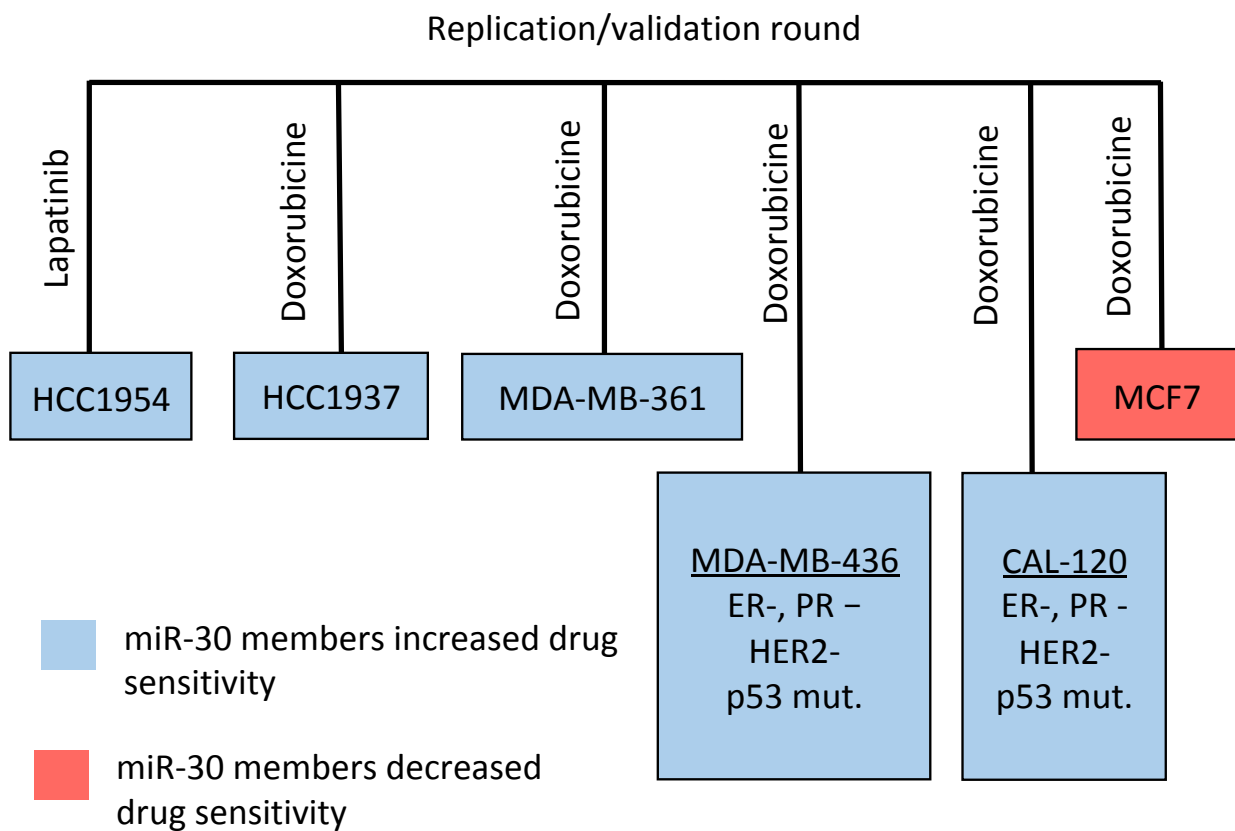 Replication/validation round
Lapatinib
Doxorubicine
Doxorubicine
Doxorubicine
Doxorubicine
Doxorubicine
HCC1954
HCC1937
MDA-MB-361
MCF7
MDA-MB-436
ER-, PR –
HER2-
p53 mut.
CAL-120
ER-, PR -
HER2-
p53 mut.
miR-30 members increased drug
sensitivity
miR-30 members decreased
drug sensitivity